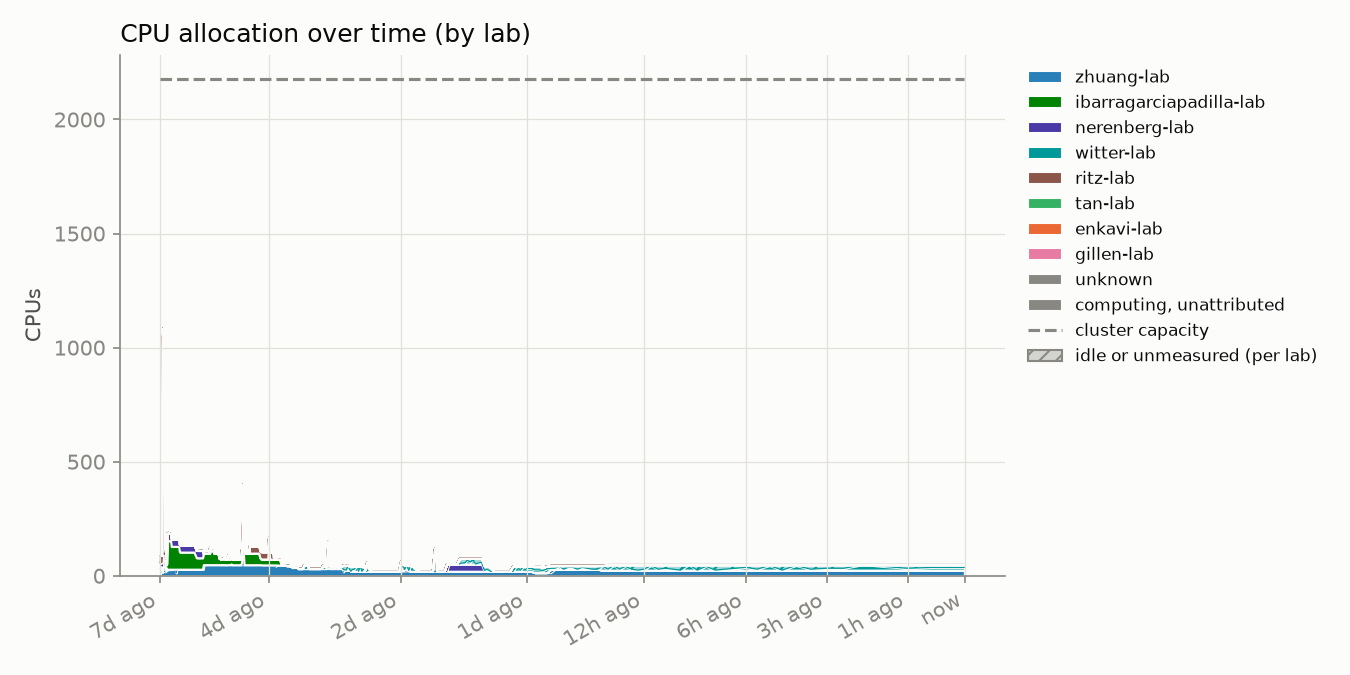 CPU allocation over time (by lab)
CPUs
2000
1500
1000
500
0
7d ago
4d ago
2d ago
1d ago
12h ago
6h ago
3h ago
1h ago
now
zhuang-lab
ibarragarciapadilla-lab
nerenberg-lab
witter-lab
ritz-lab
tan-lab
enkavi-lab
gillen-lab
unknown
computing, unattributed
cluster capacity
idle or unmeasured (per lab)